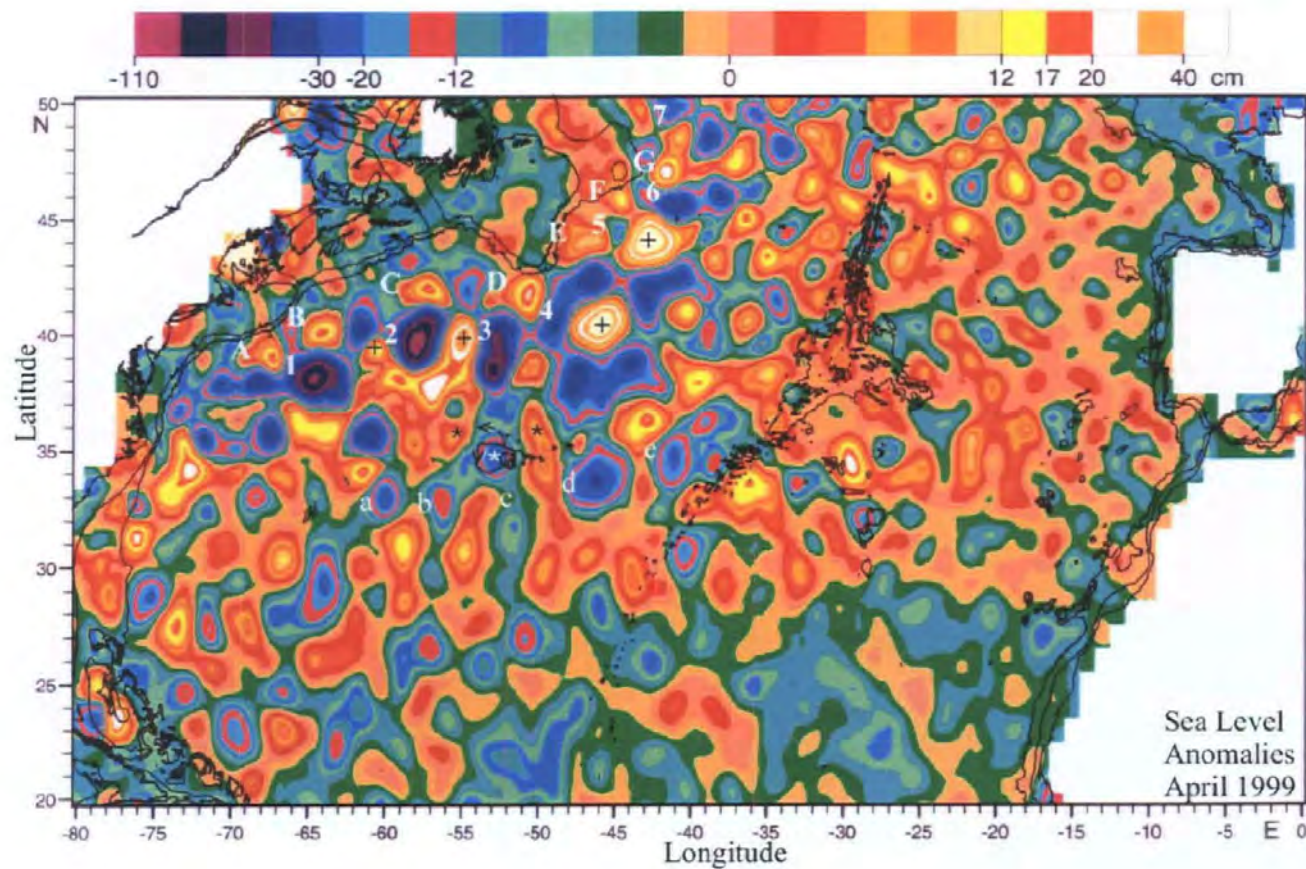 -110 -30 -20 -12 0 12 17 20 40 cm
50
N
45
40
35
30
25
20
Latitude
7
G
F 6
E 5
C D
B 2 3 4
A 1
e
d
a b c
Sea Level
Anomalies
April 1999
-80 -75 -70 -65 -60 -55 -50 -45 -40 -35 -30 -25 -20 -15 -10 -5 E 0
Longitude